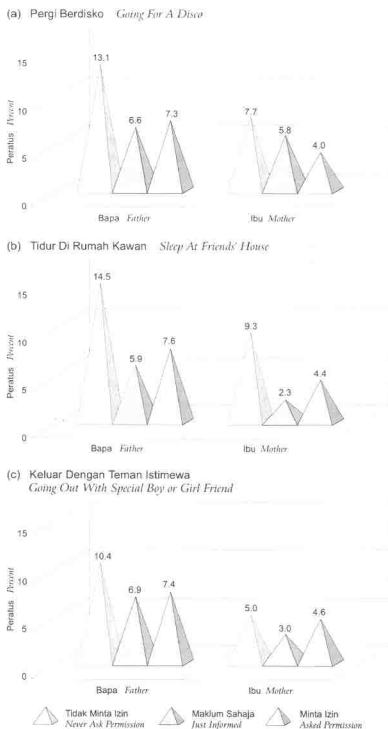 (a) Pergi Berdisko Going For A Disco
Peratus Percent
15
10
5
0
13.1
6.6
7.3
7.7
5.8
4.0
Bapa Father
Ibu Mother
(b) Tidur Di Rumah Kawan Sleep At Friends' House
Peratus Percent
15
10
5
0
14.5
5.9
7.6
9.3
2.3
4.4
Bapa Father
Ibu Mother
(c) Keluar Dengan Teman Istimewa
Going Out With Special Boy or Girl Friend
Peratus Percent
15
10
5
0
10.4
6.9
7.4
5.0
3.0
4.6
Bapa Father
Ibu Mother
Tidak Minta Izin
Never Ask Permission
Maklum Sahaja
Just Informed
Minta Izin
Asked Permission